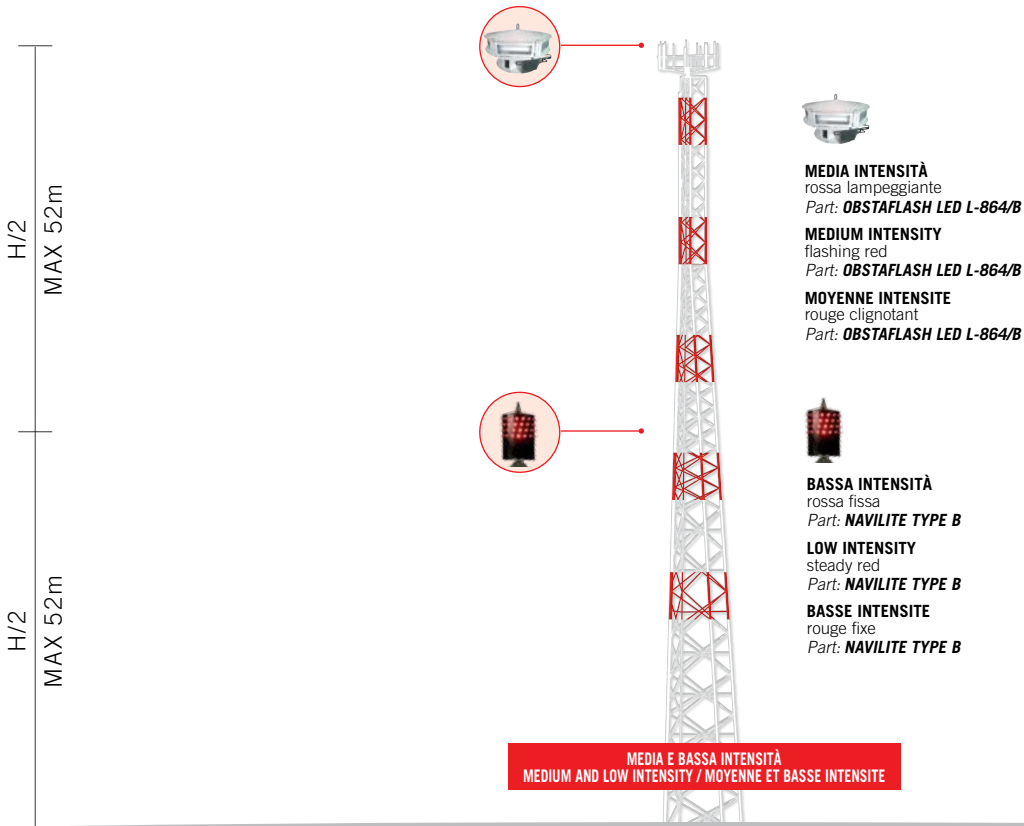 H/2
MAX 52m
H/2
MAX 52m
MEDIA INTENSITÀ
rossa lampeggiante
Part: OBSTAFLASH LED L-864/B
MEDIUM INTENSITY
flashing red
Part: OBSTAFLASH LED L-864/B
MOYENNE INTENSITE
rouge clignotant
Part: OBSTAFLASH LED L-864/B
BASSA INTENSITÀ
rossa fissa
Part: NAVILITE TYPE B
LOW INTENSITY
steady red
Part: NAVILITE TYPE B
BASSE INTENSITE
rouge fixe
Part: NAVILITE TYPE B
MEDIA E BASSA INTENSITÀ
MEDIUM AND LOW INTENSITY / MOYENNE ET BASSE INTENSITE